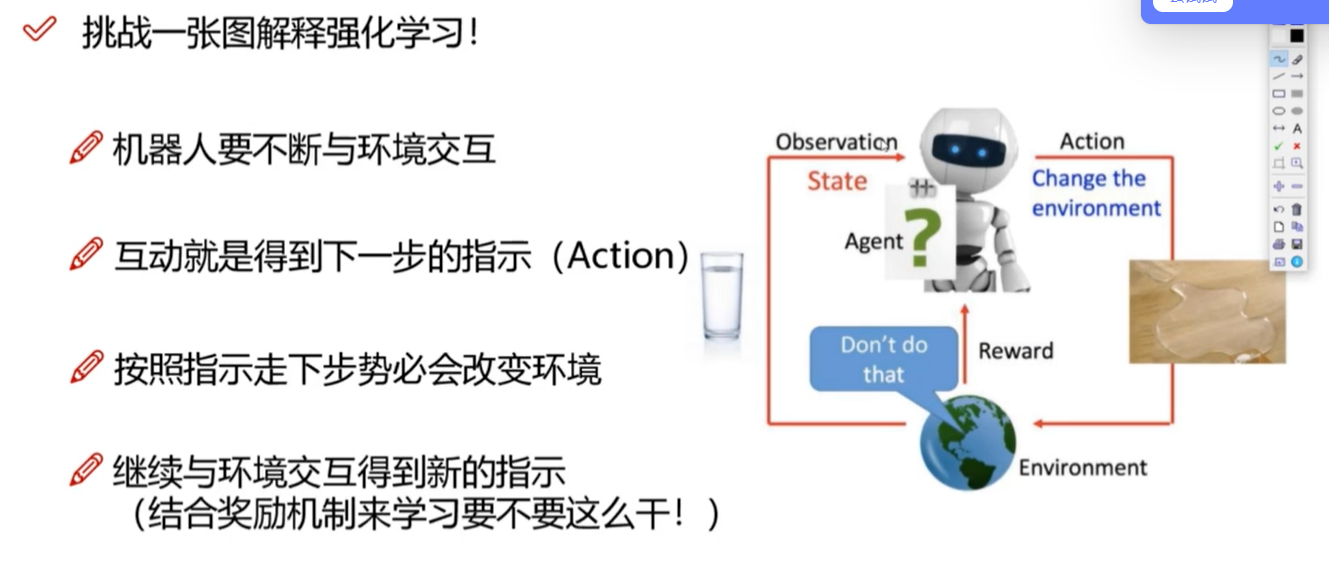 挑战一张图解释强化学习！
机器人要不断与环境交互
互动就是得到下一步的指示（Action）
按照指示走下步势必会改变环境
继续与环境交互得到新的指示
（结合奖励机制来学习要不要这么干！）
Observation
State
Agent
?
Action
Change the
environment
Don't do
that
Reward
Environment
A